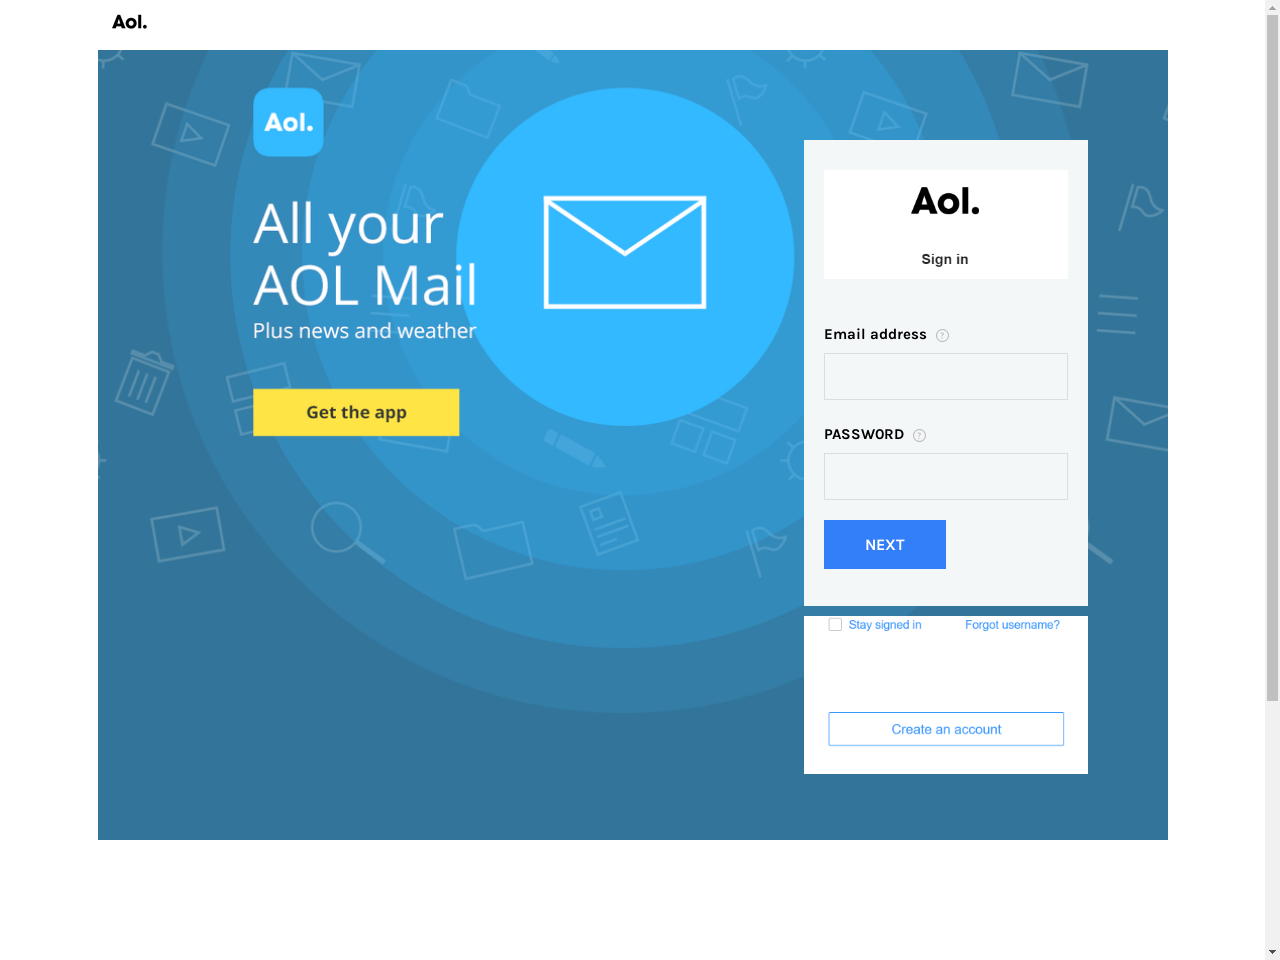 Aol.
Aol.
All your
AOL Mail
Plus news and weather
Get the app
Aol.
Sign in
Email address ?
PASSWORD ?
NEXT
Stay signed in Forgot username?
Create an account